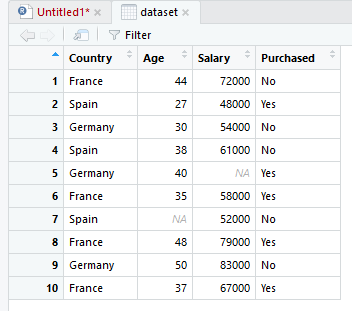 Untitled1* dataset
Filter
Country Age Salary Purchased
1 France 44 72000 No
2 Spain 27 48000 Yes
3 Germany 30 54000 No
4 Spain 38 61000 No
5 Germany 40 NA Yes
6 France 35 58000 Yes
7 Spain NA 52000 No
8 France 48 79000 Yes
9 Germany 50 83000 No
10 France 37 67000 Yes